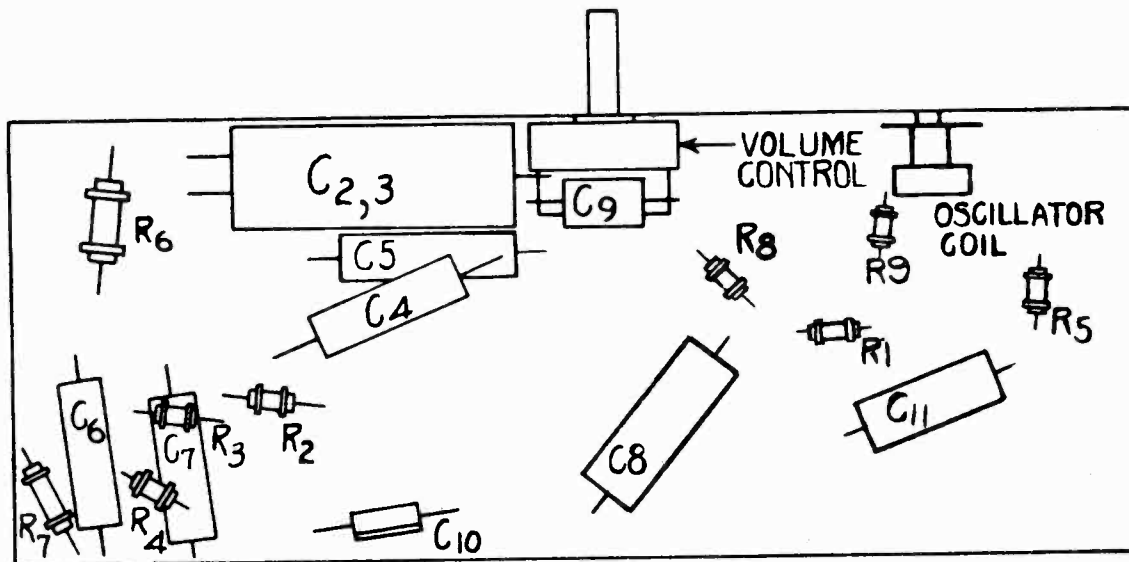 C2,3
VOLUME
CONTROL
C9
R6
OSCILLATOR
COIL
C5
R8
R9
C4
R5
R1
C6
C7
R3
R2
C11
C8
R7
R4
C10